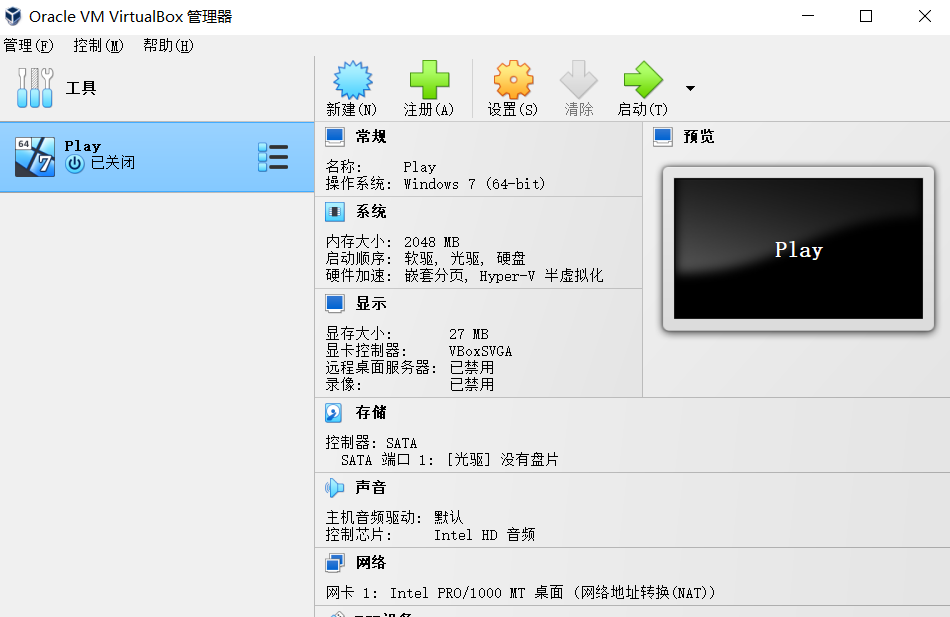 Oracle VM VirtualBox 管理器
管理(F) 控制(M) 帮助(H)
工具
新建(N) 注册(A) 设置(S) 清除 启动(T)
64
7
Play
已关闭
常规
名称: Play
操作系统: Windows 7 (64-bit)
系统
内存大小: 2048 MB
启动顺序: 软驱, 光驱, 硬盘
硬件加速: 嵌套分页, Hyper-V 半虚拟化
显示
显存大小: 27 MB
显卡控制器: VBoxSVGA
远程桌面服务器: 已禁用
录像: 已禁用
预览
Play
存储
控制器: SATA
SATA 端口 1: [光驱] 没有盘片
声音
主机音频驱动: 默认
控制芯片: Intel HD 音频
网络
网卡 1: Intel PRO/1000 MT 桌面 (网络地址转换(NAT))